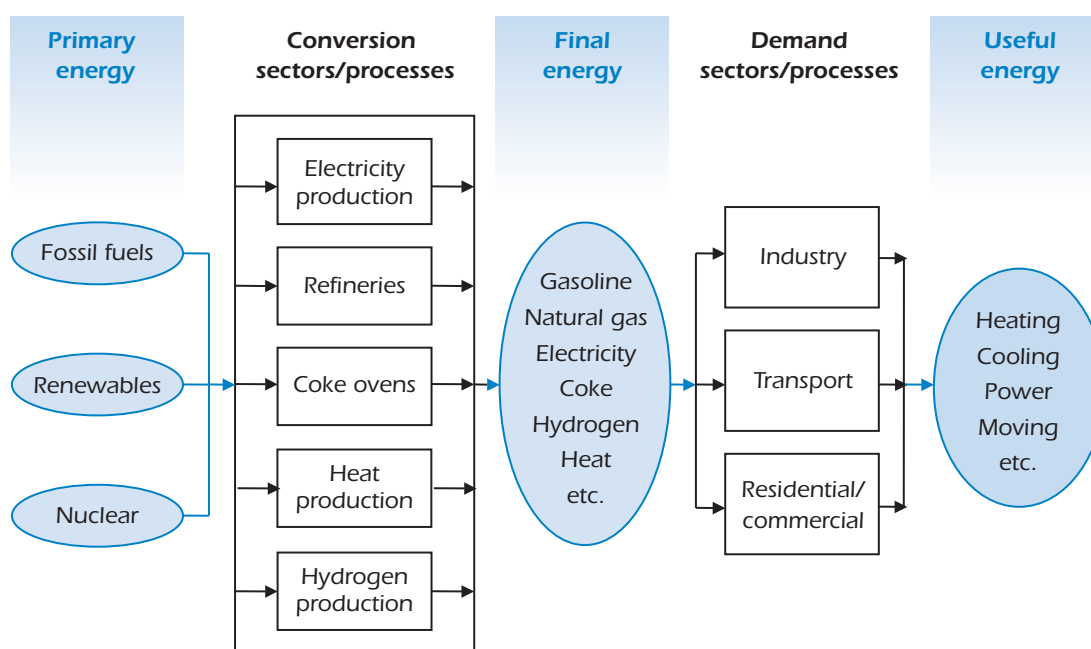 Primary
energy
Conversion
sectors/processes
Final
energy
Demand
sectors/processes
Useful
energy
Fossil fuels
Renewables
Nuclear
Electricity
production
Refineries
Coke ovens
Heat
production
Hydrogen
production
Gasoline
Natural gas
Electricity
Coke
Hydrogen
Heat
etc.
Industry
Transport
Residential/
commercial
Heating
Cooling
Power
Moving
etc.